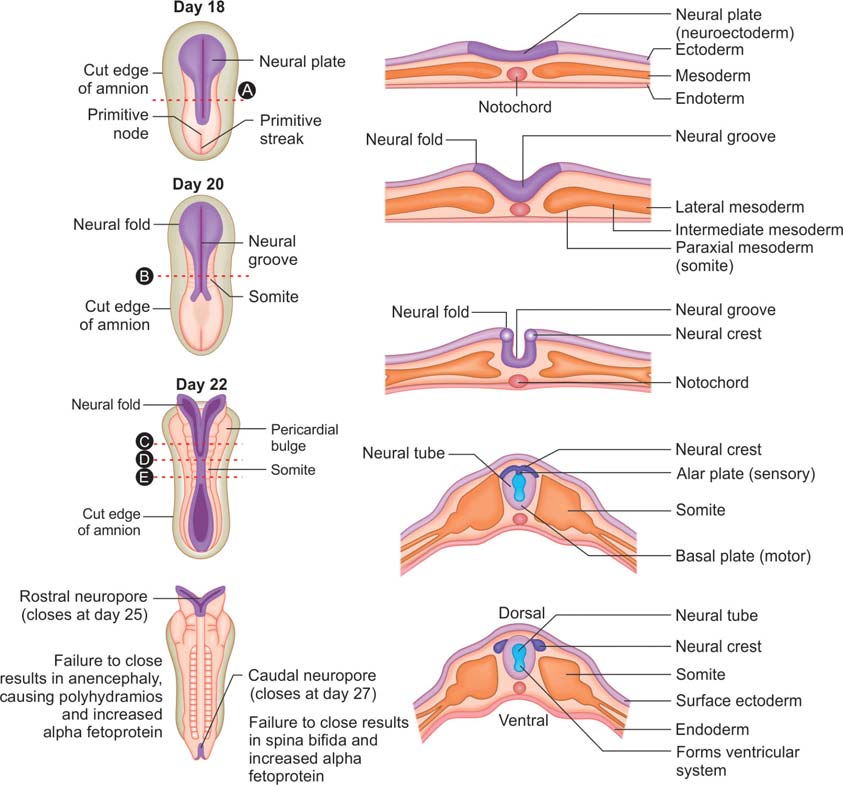 Day 18
Neural plate
Cut edge
of amnion
A
Primitive
node
Primitive
streak
Day 20
Neural fold
Neural
groove
B
Somite
Cut edge
of amnion
Day 22
Neural fold
C
D
E
Pericardial
bulge
Somite
Cut edge
of amnion
Rostral neuropore
(closes at day 25)
Failure to close
results in anencephaly,
causing polyhydramios
and increased
alpha fetoprotein
Caudal neuropore
(closes at day 27)
Failure to close results
in spina bifida and
increased alpha
fetoprotein
Neural plate
(neuroectoderm)
Ectoderm
Mesoderm
Endoterm
Notochord
Neural fold
Neural groove
Lateral mesoderm
Intermediate mesoderm
Paraxial mesoderm
(somite)
Neural fold
Neural groove
Neural crest
Notochord
Neural tube
Neural crest
Alar plate (sensory)
Somite
Basal plate (motor)
Dorsal
Neural tube
Neural crest
Somite
Surface ectoderm
Ventral
Endoderm
Forms ventricular
system